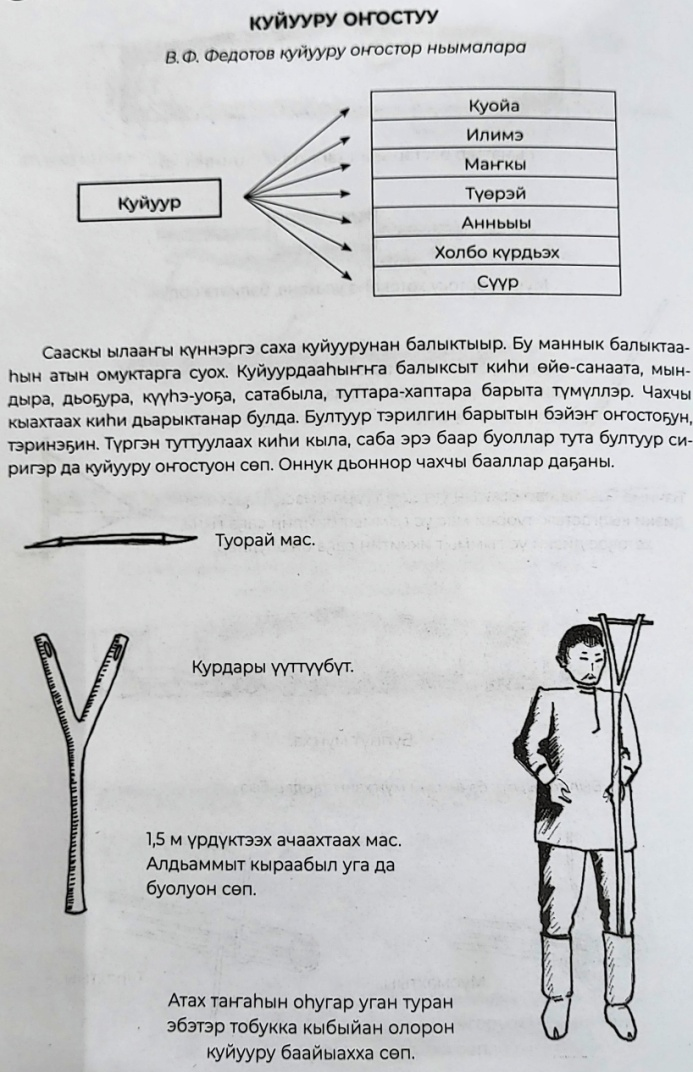 КУЙУУРУ ОҤОСТУУ
В. Ф. Федотов куйууру оҥостор ньымалара
Куйуур
Куойа
Илимэ
Маҥкы
Түөрэй
Анньыы
Холбо күрдьэх
Сүүр
Сааскы ылааҥы күннэргэ саха куйуурунан балыктыыр. Бу маннык балыктаа-
һын атын омуктарга суох. Куйуурдааһыҥҥа балыксыт киһи өйө-санаата, мын-
дыра, дьоҕура, күүһэ-уоҕа, сатабыла, туттара-хаптара барыта түмүллэр. Чахчы
кыахтаах киһи дьарыктанар булда. Бултуур тэрилгин барытын бэйэҥ оҥостоҕун,
тэринэҕин. Түргэн туттуулаах киһи кыла, саба эрэ баар буоллар тута бултуур си-
ригэр да куйууру оҥостуон сөп. Оннук дьоннор чахчы бааллар даҕаны.
Туорай мас.
Курдары үүттүүбүт.
1,5 м үрдүктээх ачаахтаах мас.
Алдьаммыт кыраабыл уга да
буолуон сөп.
Атах таҥаһын оһугар уган туран
эбэтэр тобукка кыбыйан олорон
куйууру баайыахха сөп.